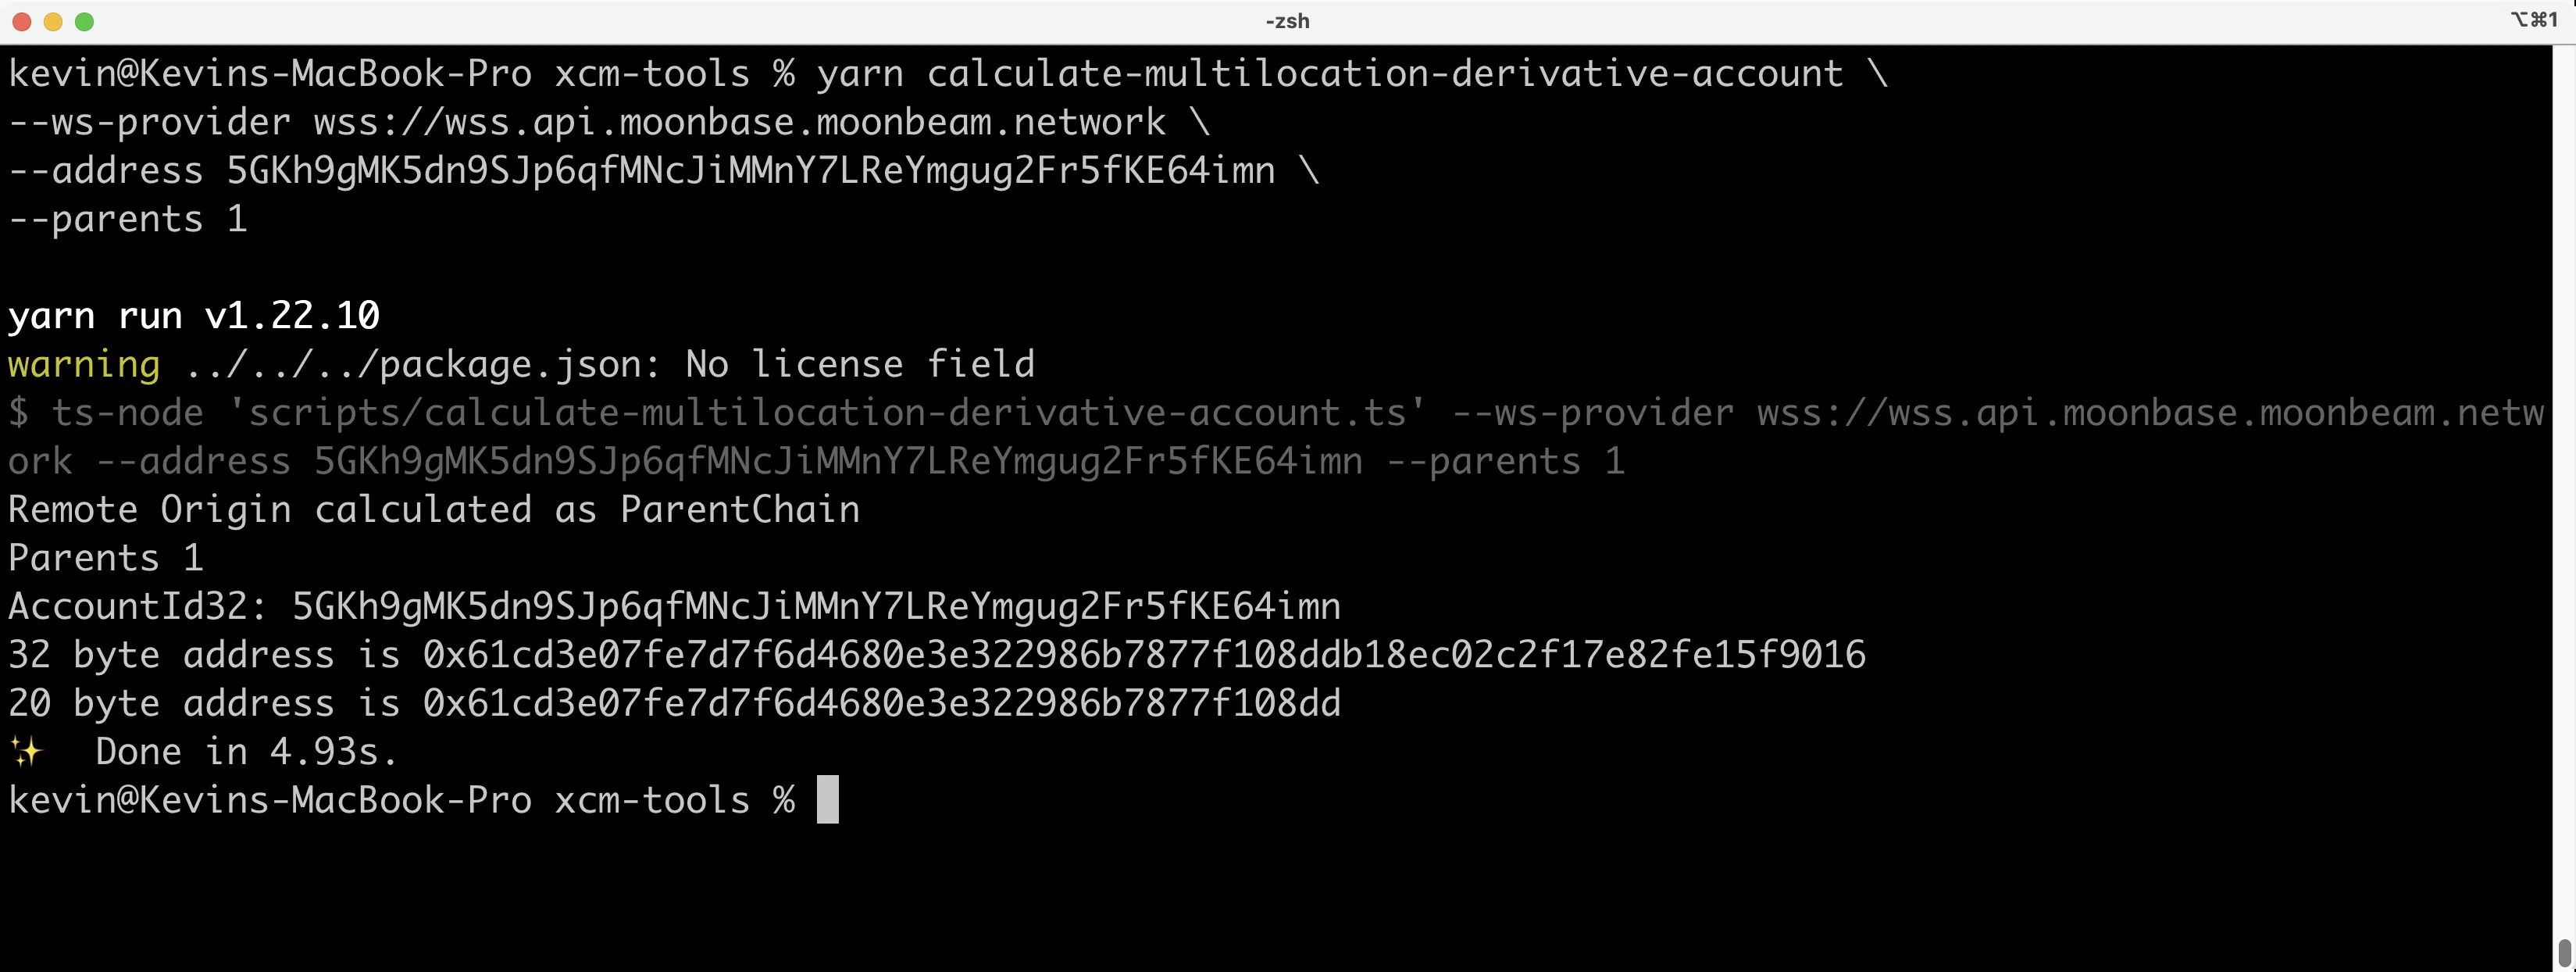 -zsh
⌥⌘1
kevin@Kevins-MacBook-Pro xcm-tools % yarn calculate-multilocation-derivative-account \
--ws-provider wss://wss.api.moonbase.moonbeam.network \
--address 5GKh9gMK5dn9SJp6qfMNcJiMMnY7LReYmgug2Fr5fKE64imn \
--parents 1
yarn run v1.22.10
warning ../../../package.json: No license field
$ ts-node 'scripts/calculate-multilocation-derivative-account.ts' --ws-provider wss://wss.api.moonbase.moonbeam.netw
ork --address 5GKh9gMK5dn9SJp6qfMNcJiMMnY7LReYmgug2Fr5fKE64imn --parents 1
Remote Origin calculated as ParentChain
Parents 1
AccountId32: 5GKh9gMK5dn9SJp6qfMNcJiMMnY7LReYmgug2Fr5fKE64imn
32 byte address is 0x61cd3e07fe7d7f6d4680e3e322986b7877f108ddb18ec02c2f17e82fe15f9016
20 byte address is 0x61cd3e07fe7d7f6d4680e3e322986b7877f108dd
✨  Done in 4.93s.
kevin@Kevins-MacBook-Pro xcm-tools %